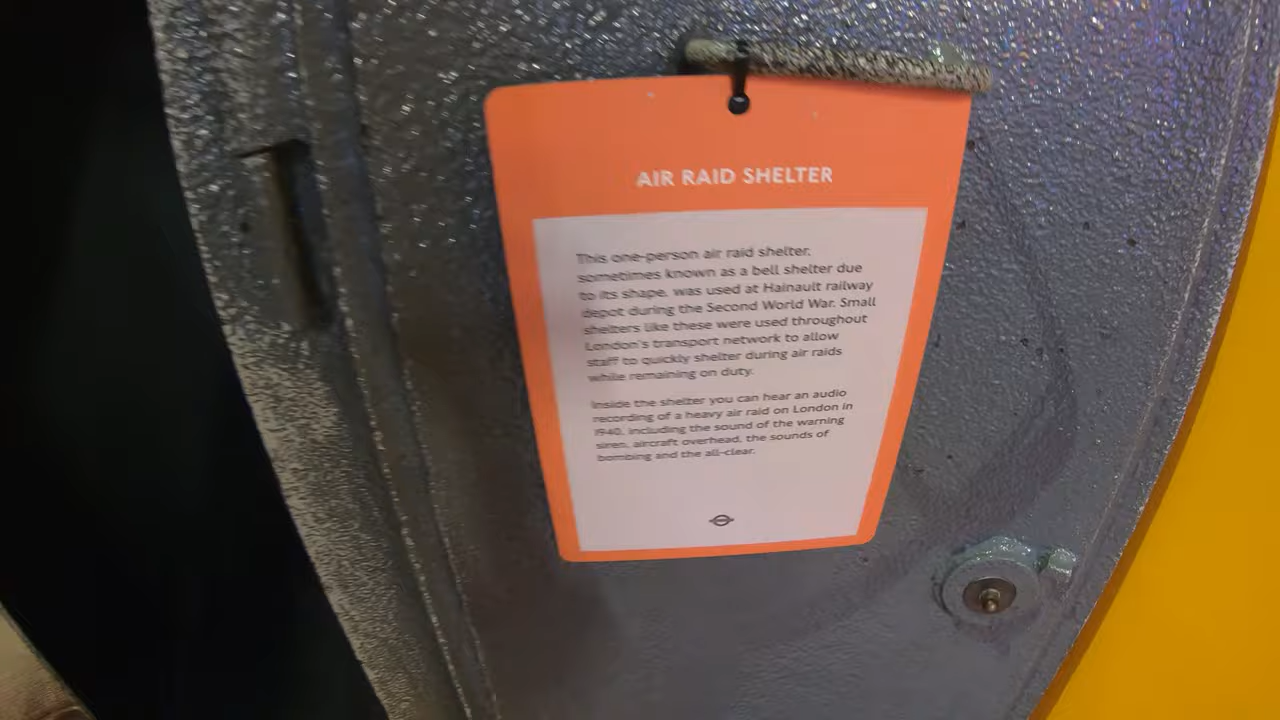 AIR RAID SHELTER
This one-person air raid shelter,
sometimes known as a bell shelter due
to its shape, was used at Hainault railway
depot during the Second World War. Small
shelters like these were used throughout
London's transport network to allow
staff to quickly shelter during air raids
while remaining on duty.
Inside the shelter you can hear an audio
recording of a heavy air raid on London in
1940, including the sound of the warning
siren, aircraft overhead, the sounds of
bombing and the all-clear.